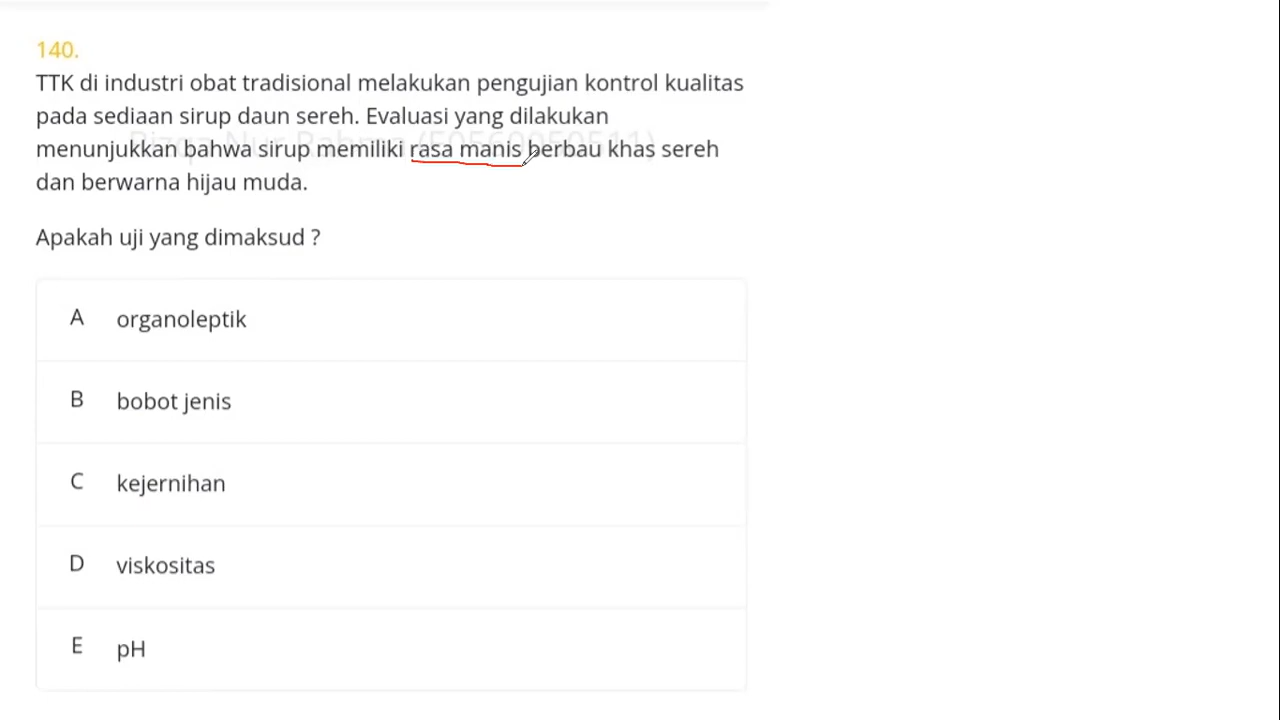 140.
TTK di industri obat tradisional melakukan pengujian kontrol kualitas
pada sediaan sirup daun sereh. Evaluasi yang dilakukan
menunjukkan bahwa sirup memiliki rasa manis berbau khas sereh
dan berwarna hijau muda.
Apakah uji yang dimaksud ?
A organoleptik
B bobot jenis
C kejernihan
D viskositas
E pH